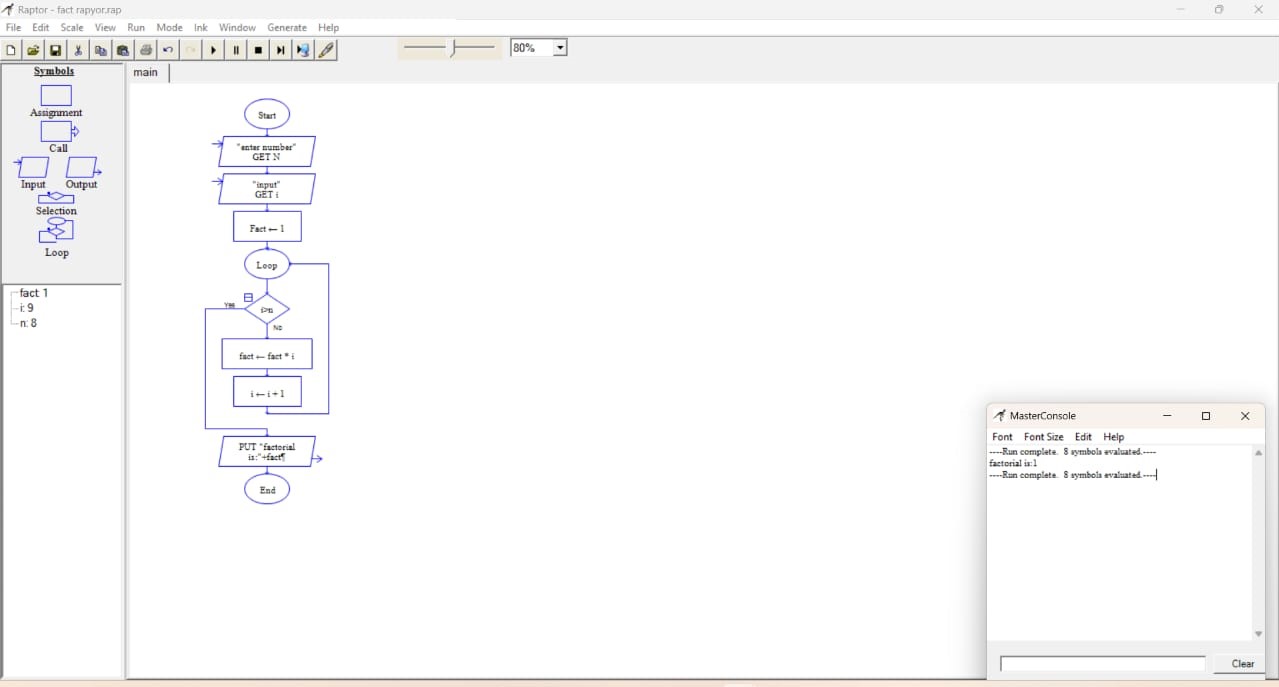 Raptor - fact rapyor.rap
File Edit Scale View Run Mode Ink Window Generate Help
80%
Symbols
Assignment
Call
Input Output
Selection
Loop
fact: 1
i: 9
n: 8
main
Start
"enter number"
GET N
"input"
GET i
Fact ← 1
Loop
Yes
i>n
No
fact ← fact * i
i ← i + 1
PUT "factorial
is:"+fact¶
End
MasterConsole
Font Font Size Edit Help
----Run complete. 8 symbols evaluated.----
factorial is:1
----Run complete. 8 symbols evaluated.----
Clear